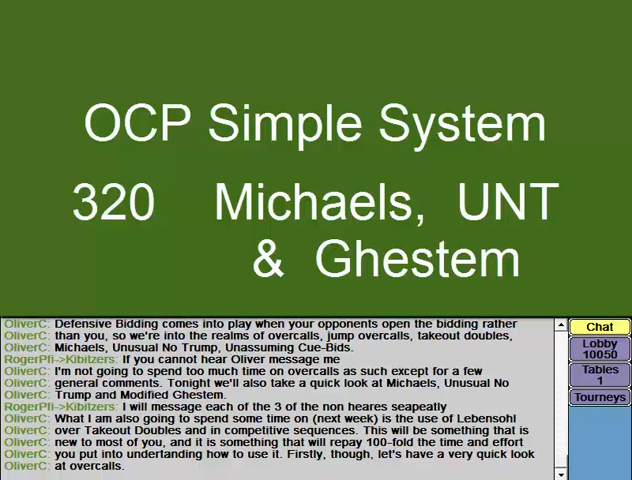 OCP Simple System
320 Michaels, UNT
& Ghestem
OliverC: Defensive Bidding comes into play when your opponents open the bidding rather
OliverC: than you, so we're into the realms of overcalls, jump overcalls, takeout doubles,
OliverC: Michaels, Unusual No Trump, Unassuming Cue-Bids.
RogerPfi->Kibitzers: If you cannot hear Oliver message me
OliverC: I'm not going to spend too much time on overcalls as such except for a few
OliverC: general comments. Tonight we'll also take a quick look at Michaels, Unusual No
OliverC: Trump and Modified Ghestem.
RogerPfi->Kibitzers: I will message each of the 3 of the non heares seapeatly
OliverC: What I am also going to spend some time on (next week) is the use of Lebensohl
OliverC: over Takeout Doubles and in competitive sequences. This will be something that is
OliverC: new to most of you, and it is something that will repay 100-fold the time and effort
OliverC: you put into undertanding how to use it. Firstly, though, let's have a very quick look
OliverC: at overcalls.
Chat
Lobby
10050
Tables
1
Tourneys